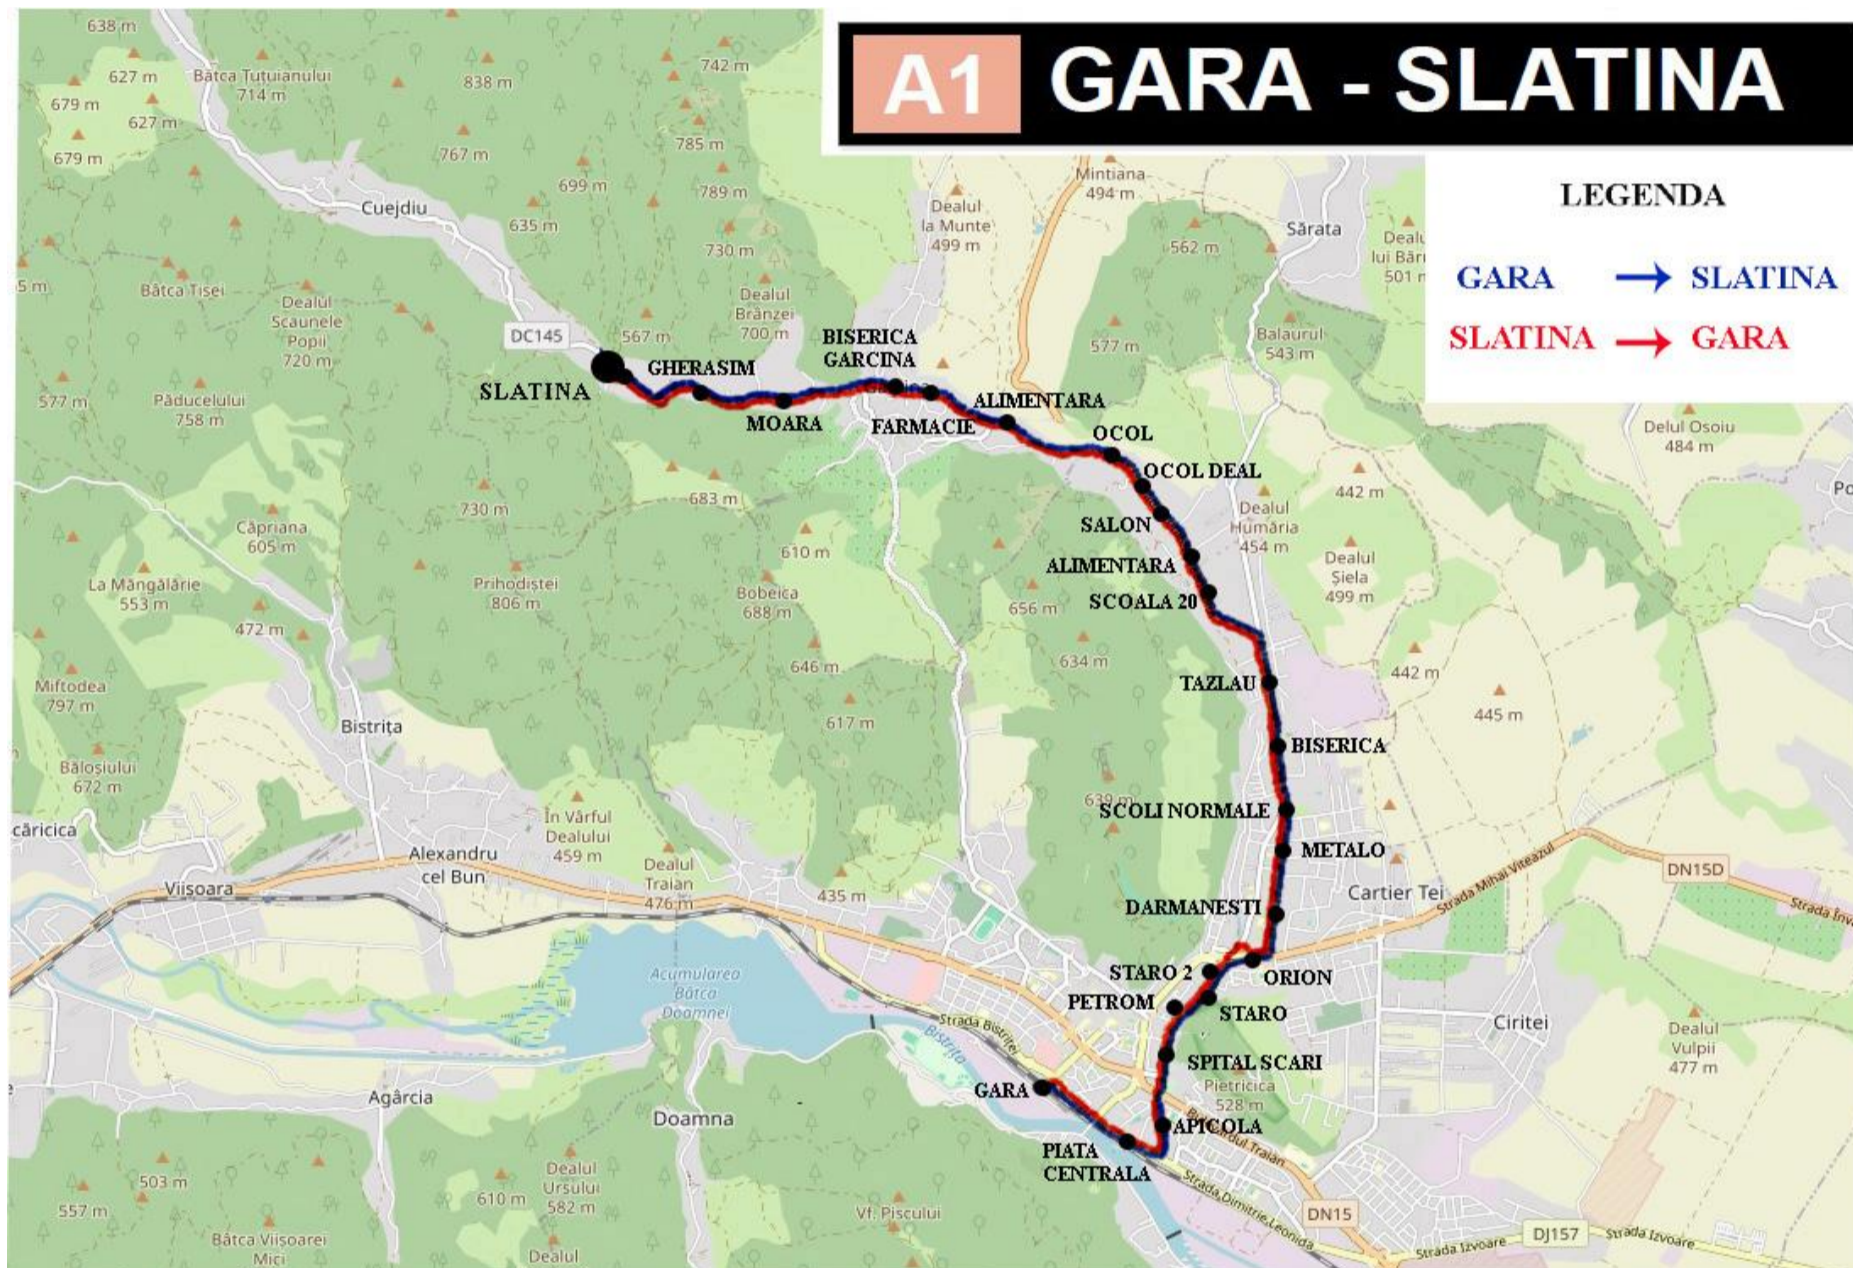 A1 GARA - SLATINA
LEGENDA
GARA → SLATINA
SLATINA → GARA
638 m
627 m
Bâtca Țuțuianului
714 m
838 m
742 m
679 m
627 m
679 m
767 m
785 m
699 m
789 m
Mintiana
494 m
Cuejdiu
635 m
730 m
Dealul
la Munte
499 m
562 m
Sărata
501 m
Bâtca Tisei
Dealul
Scaunele
Popii
720 m
DC145
567 m
Dealul
Brânzei
700 m
BISERICA
GARCINA
577 m
Balaurul
543 m
SLATINA
GHERASIM
MOARA
FARMACIE
ALIMENTARA
OCOL
OCOL DEAL
577 m
Păducelului
758 m
Delul Osoiu
484 m
730 m
683 m
SALON
Dealul
Humăria
454 m
442 m
Căpriana
605 m
610 m
ALIMENTARA
SCOALA 20
Dealul
Șiela
499 m
La Măngălărie
553 m
Prihodiștei
806 m
Bobeica
688 m
656 m
472 m
646 m
634 m
TAZLAU
442 m
Miftodea
797 m
617 m
445 m
Bistrița
BISERICA
Băloșiului
672 m
639 m
SCOLI NORMALE
METALO
În Vârful
Dealului
459 m
Alexandru
cel Bun
Viișoara
Dealul
Traian
476 m
435 m
Cartier Tei
Strada Mihai Viteazul
DN15D
DARMANESTI
Acumularea
Bâtca
Doamnei
STARO 2
ORION
PETROM
STARO
Strada Bistriței
Bistrița
Ciritei
Dealul
Vulpii
477 m
SPITAL SCARI
Pietricica
528 m
GARA
Agârcia
Doamna
APICOLA
Bulevardul Traian
PIATA
CENTRALA
503 m
557 m
610 m
Dealul
Ursului
582 m
Vf. Piscului
Strada Dimitrie Leonida
DN15
Bâtca Viișoarei
Mici
Dealul
Strada Izvoare
DJ157
Strada Izvoare